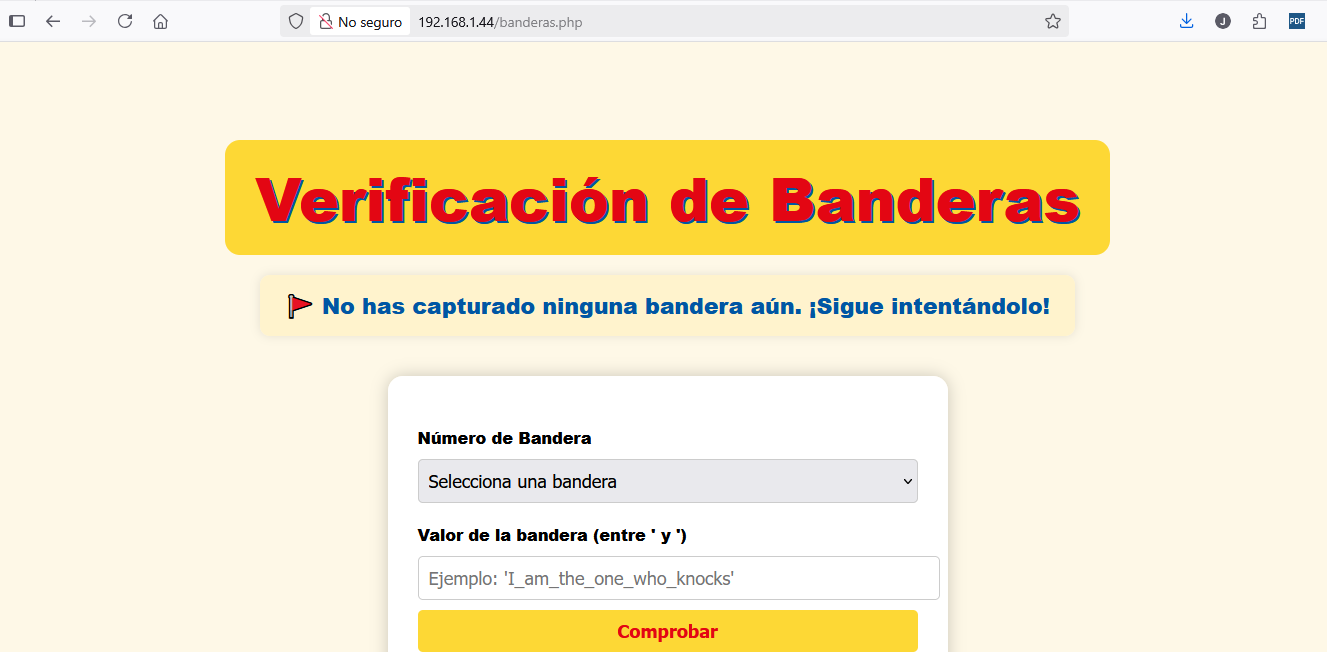 No seguro 192.168.1.44/banderas.php J PDF
Verificación de Banderas
No has capturado ninguna bandera aún. ¡Sigue intentándolo!
Número de Bandera
Selecciona una bandera
Valor de la bandera (entre ' y ')
Ejemplo: 'I_am_the_one_who_knocks'
Comprobar